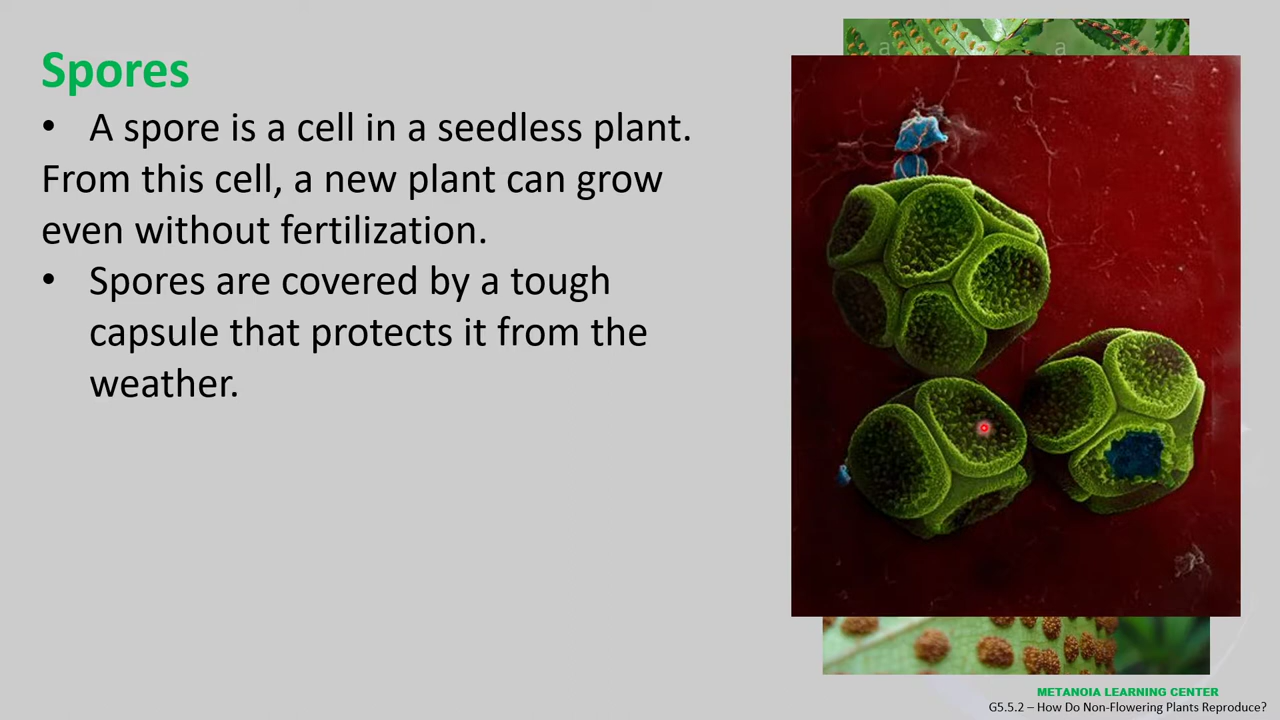 Spores
• A spore is a cell in a seedless plant.
From this cell, a new plant can grow
even without fertilization.
• Spores are covered by a tough
capsule that protects it from the
weather.
a a
METANOIA LEARNING CENTER
G5.5.2 – How Do Non-Flowering Plants Reproduce?